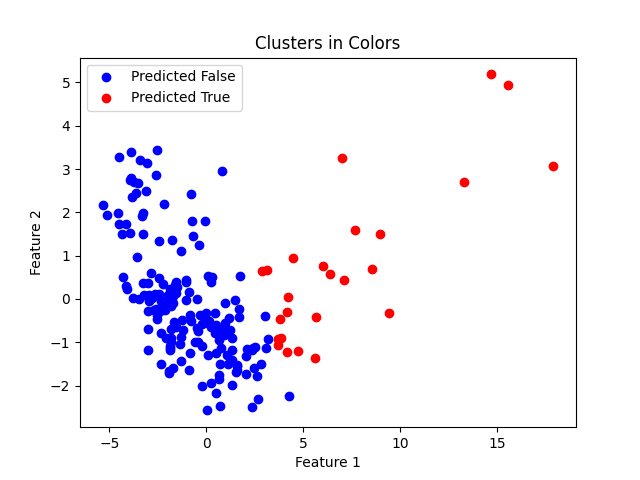 Clusters in Colors
Predicted False
Predicted True
5
4
3
2
1
0
−1
−2
Feature 2
−5
0
5
10
15
Feature 1